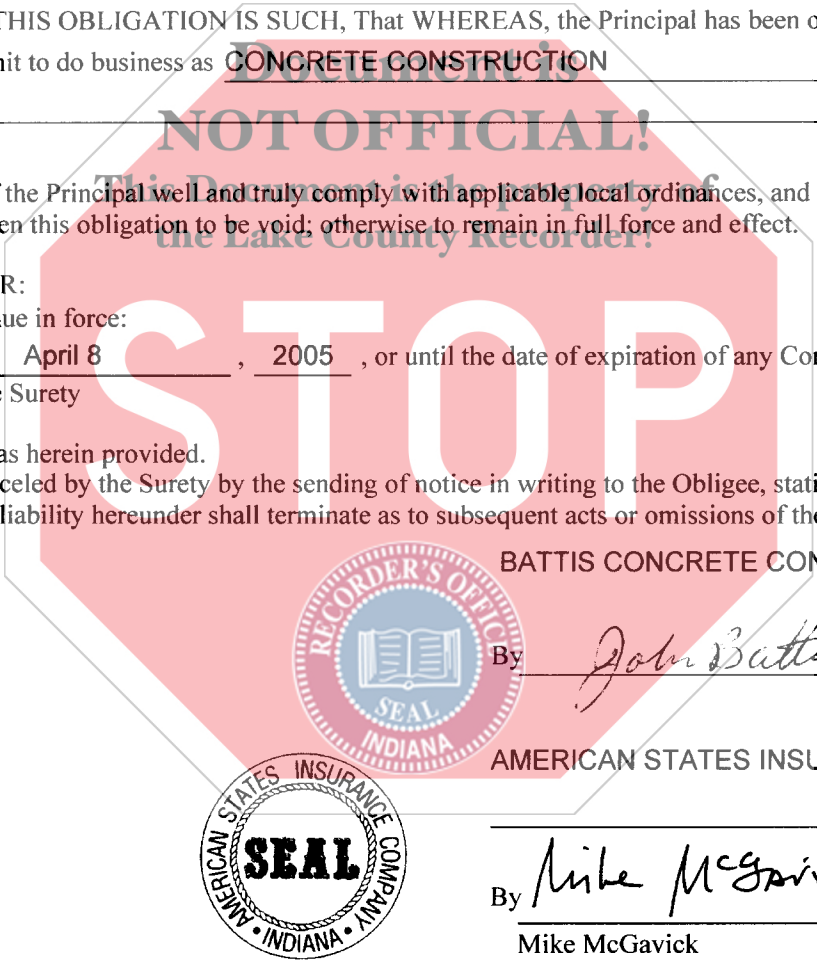 THIS OBLIGATION IS SUCH, That WHEREAS, the Principal has been o
it to do business as CONCRETE CONSTRUCTION
Document is
NOT OFFICIAL!
This Document is the property of
the Lake County Recorder!
the Principal well and truly comply with applicable local ordinances, and
en this obligation to be void; otherwise to remain in full force and effect.
R:
ue in force:
April 8 , 2005 , or until the date of expiration of any Con
e Surety
as herein provided.
celed by the Surety by the sending of notice in writing to the Obligee, stati
liability hereunder shall terminate as to subsequent acts or omissions of the
STOP
BATTIS CONCRETE CON
RECORDER'S OFFICE
SEAL
INDIANA
By John Batt
AMERICAN STATES INSU
AMERICAN STATES INSURANCE COMPANY
SEAL
• INDIANA •
By Mike McGavi
Mike McGavick